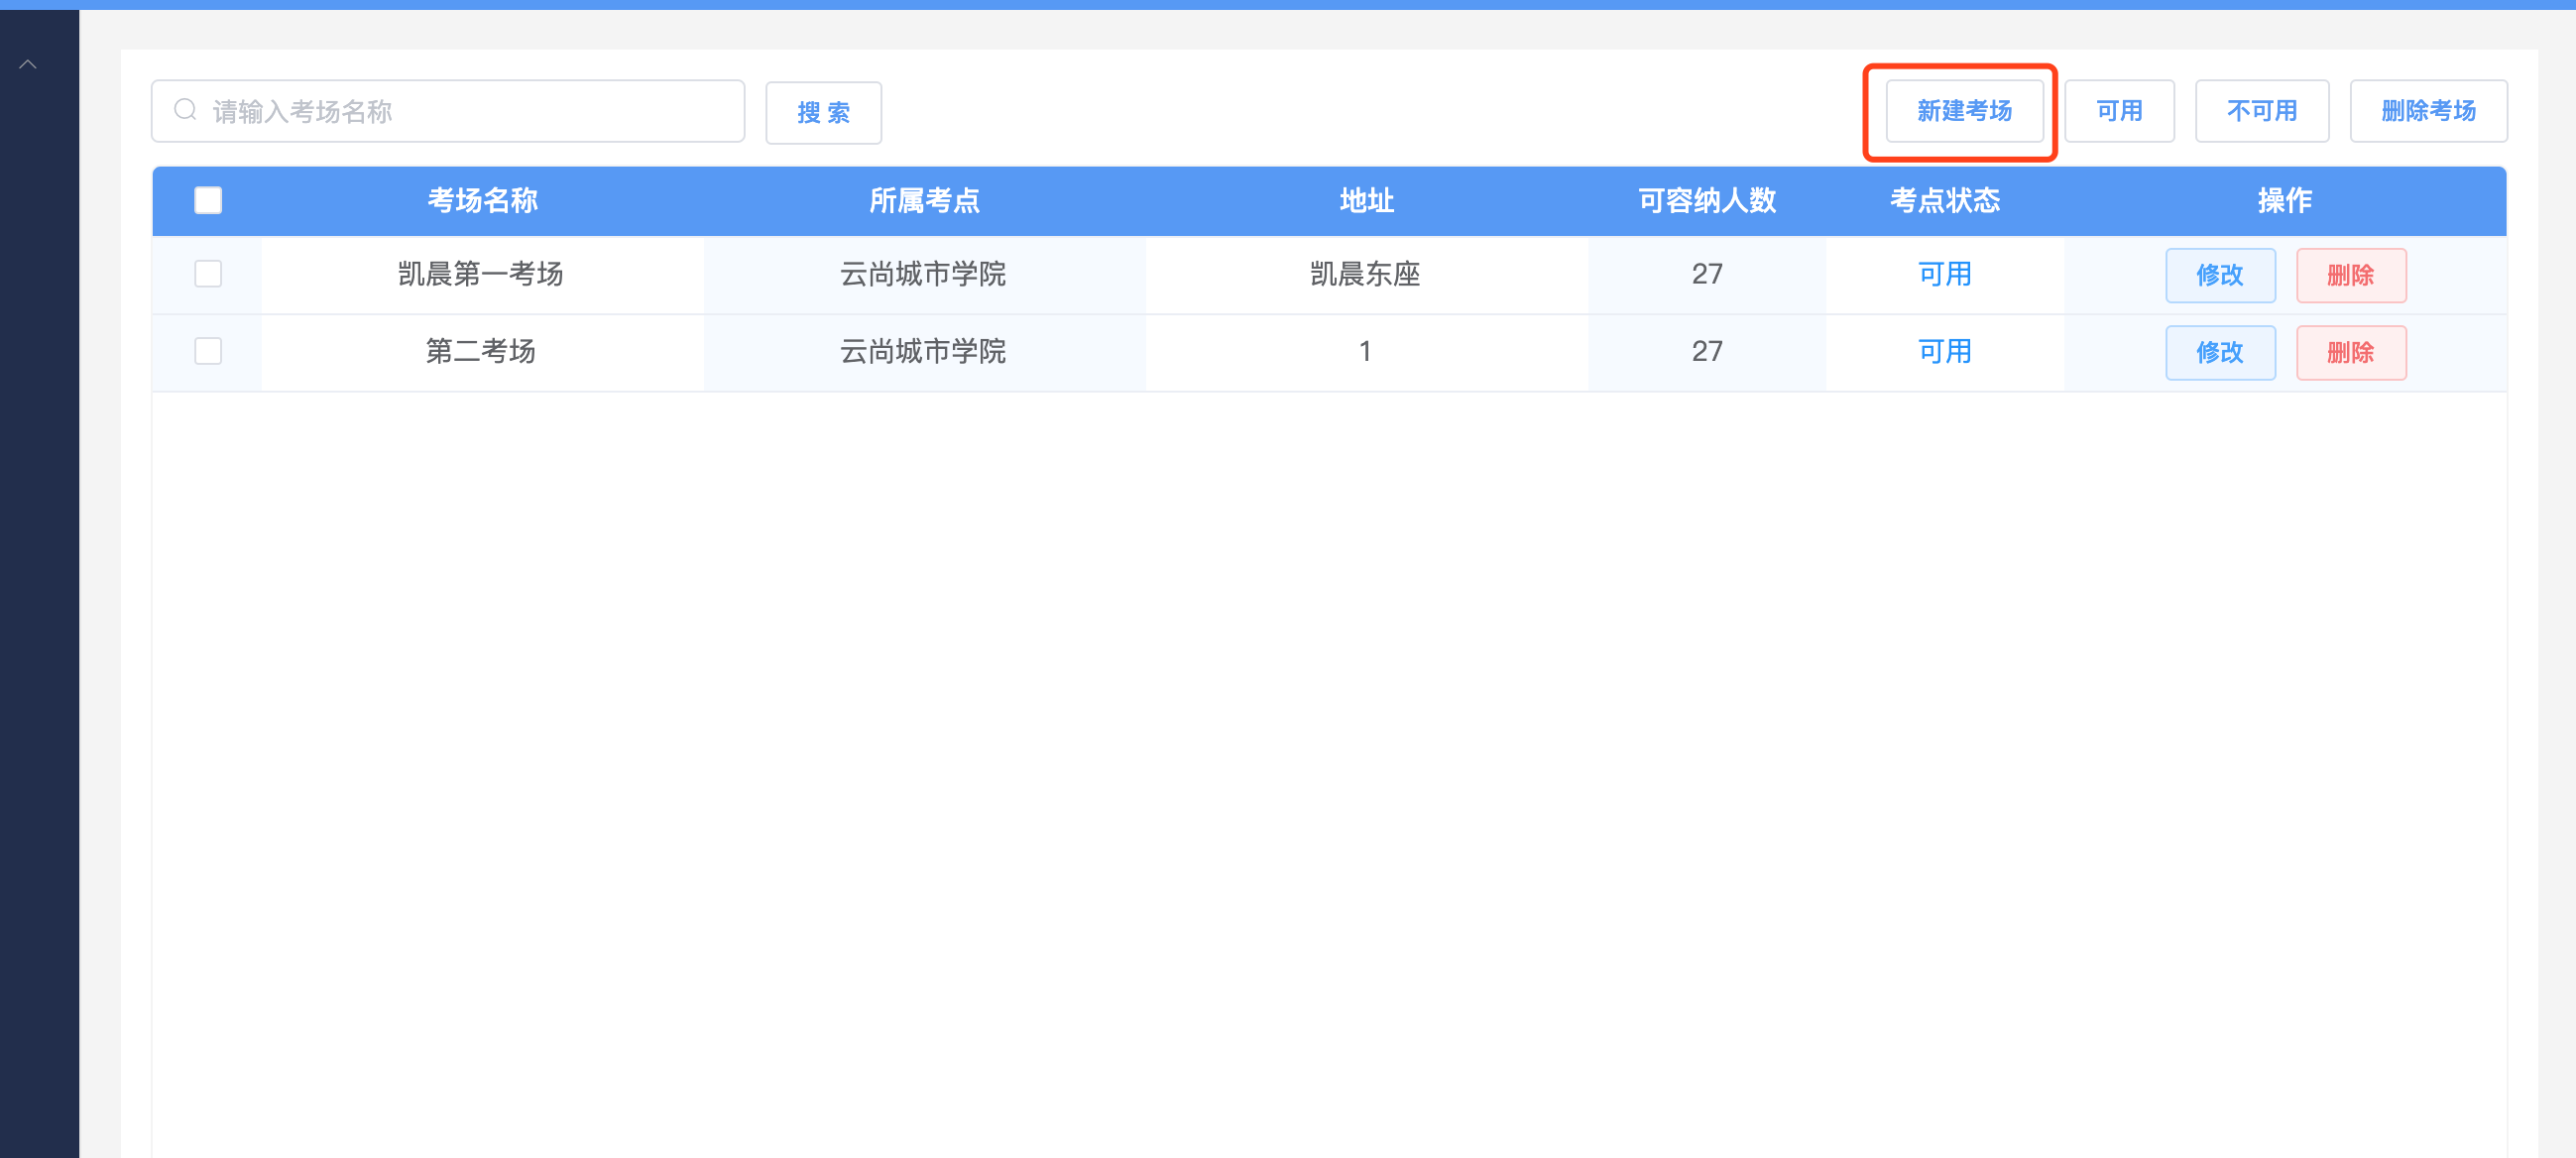 请输入考场名称 搜 索 新建考场 可用 不可用 删除考场
考场名称 所属考点 地址 可容纳人数 考点状态 操作
凯晨第一考场 云尚城市学院 凯晨东座 27 可用 修改 删除
第二考场 云尚城市学院 1 27 可用 修改 删除